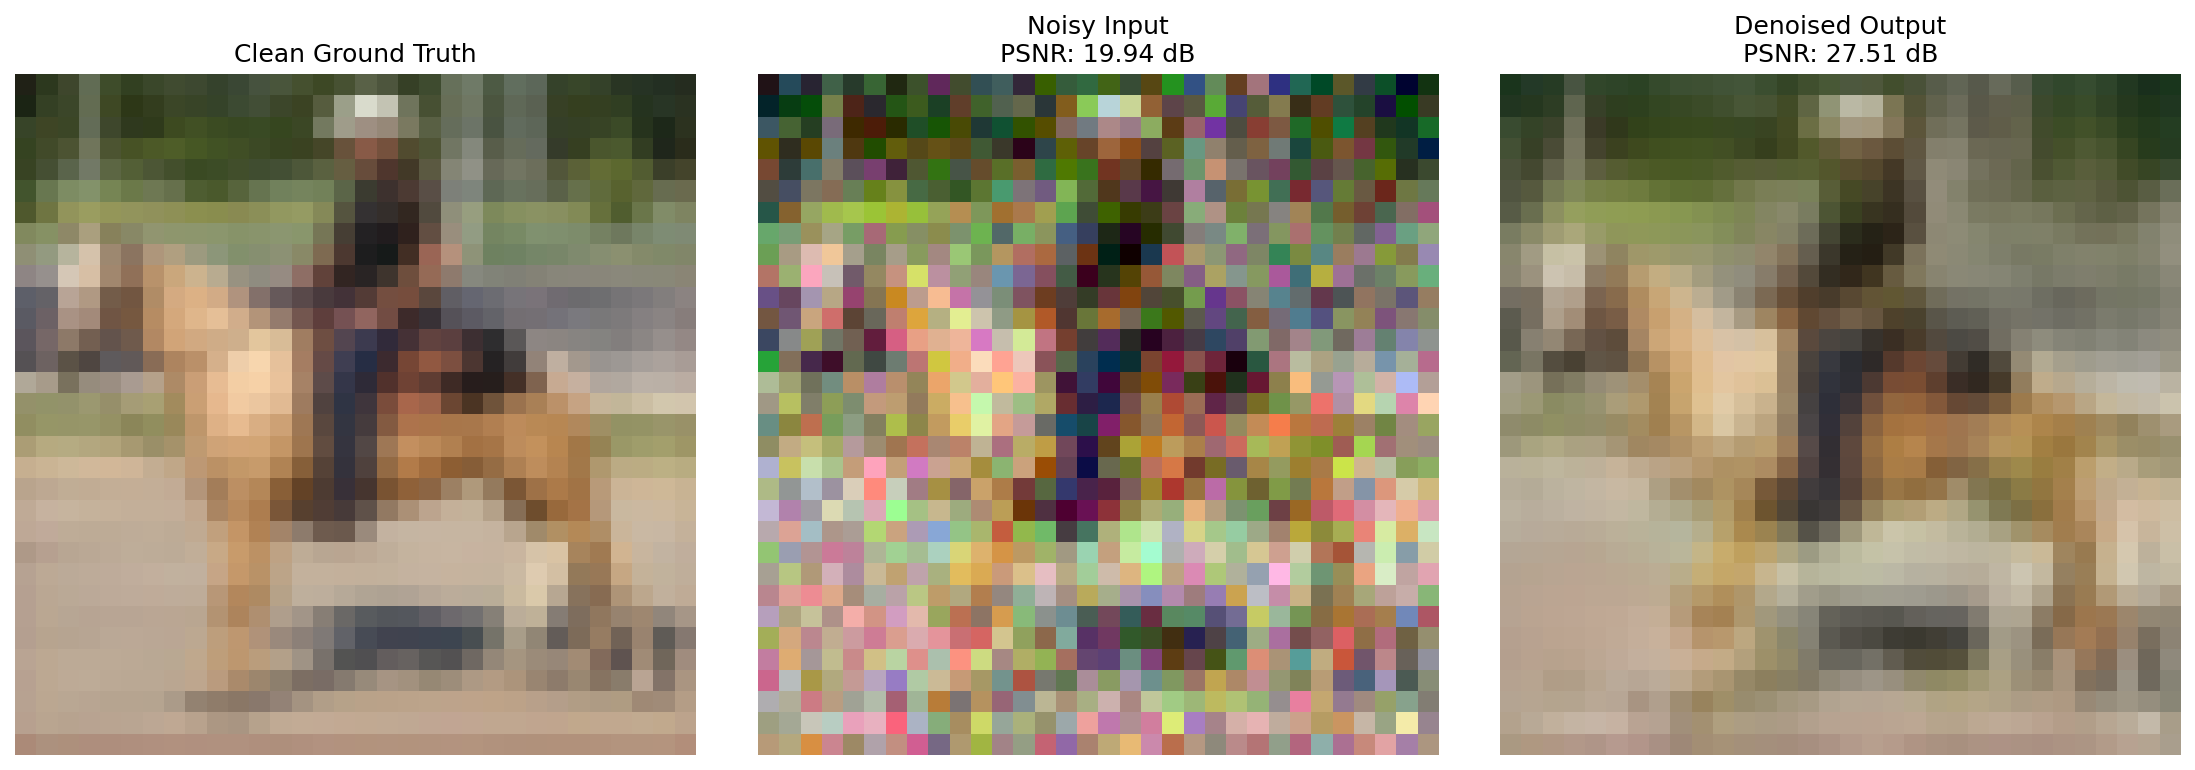 Clean Ground Truth
Noisy Input
PSNR: 19.94 dB
Denoised Output
PSNR: 27.51 dB